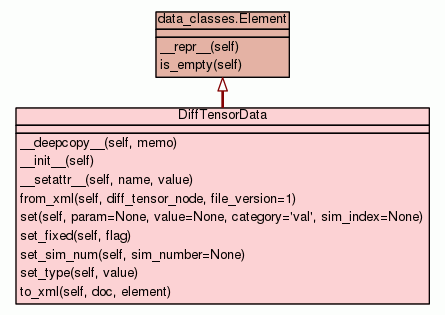 data_classes.Element
__repr__(self)
is_empty(self)
DiffTensorData
__deepcopy__(self, memo)
__init__(self)
__setattr__(self, name, value)
from_xml(self, diff_tensor_node, file_version=1)
set(self, param=None, value=None, category='val', sim_index=None)
set_fixed(self, flag)
set_sim_num(self, sim_number=None)
set_type(self, value)
to_xml(self, doc, element)